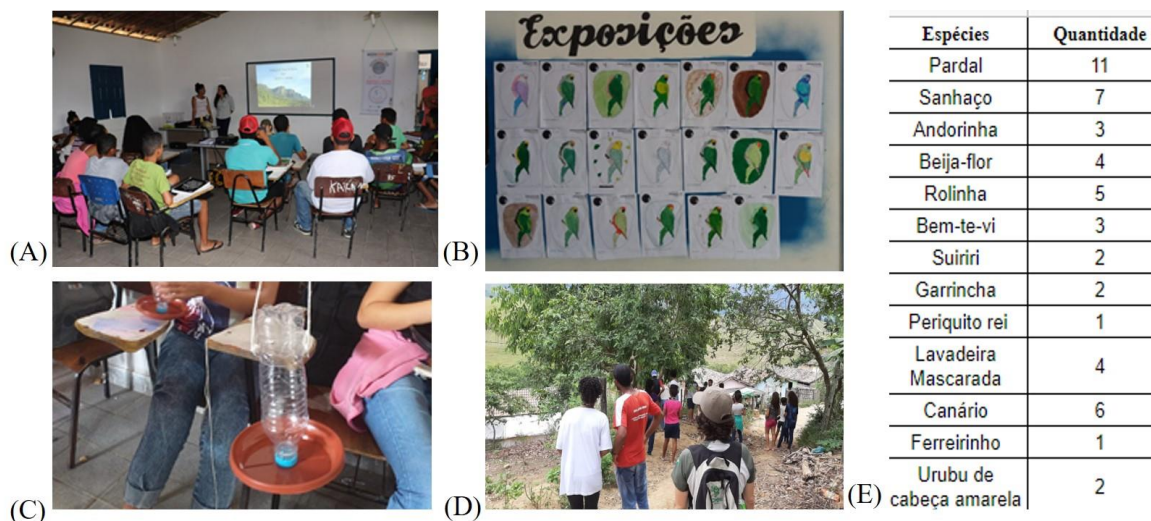 (A)
Exposições
(B)
KAIKA
(C)
(D)
Espécies Quantidade
Pardal 11
Sanhaço 7
Andorinha 3
Beija-flor 4
Rolinha 5
Bem-te-vi 3
Suiriri 2
Garrincha 2
Periquito rei 1
Lavadeira
Mascarada 4
Canário 6
Ferreirinho 1
Urubu de
cabeça amarela 2
(E)